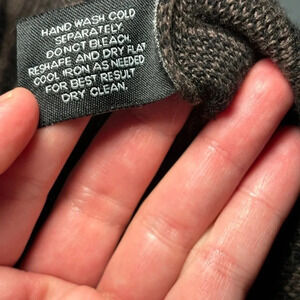 HAND WASH COLD
SEPARATELY.
DO NOT BLEACH.
RESHAPE AND DRY FLAT
COOL IRON AS NEEDED
FOR BEST RESULT
DRY CLEAN.